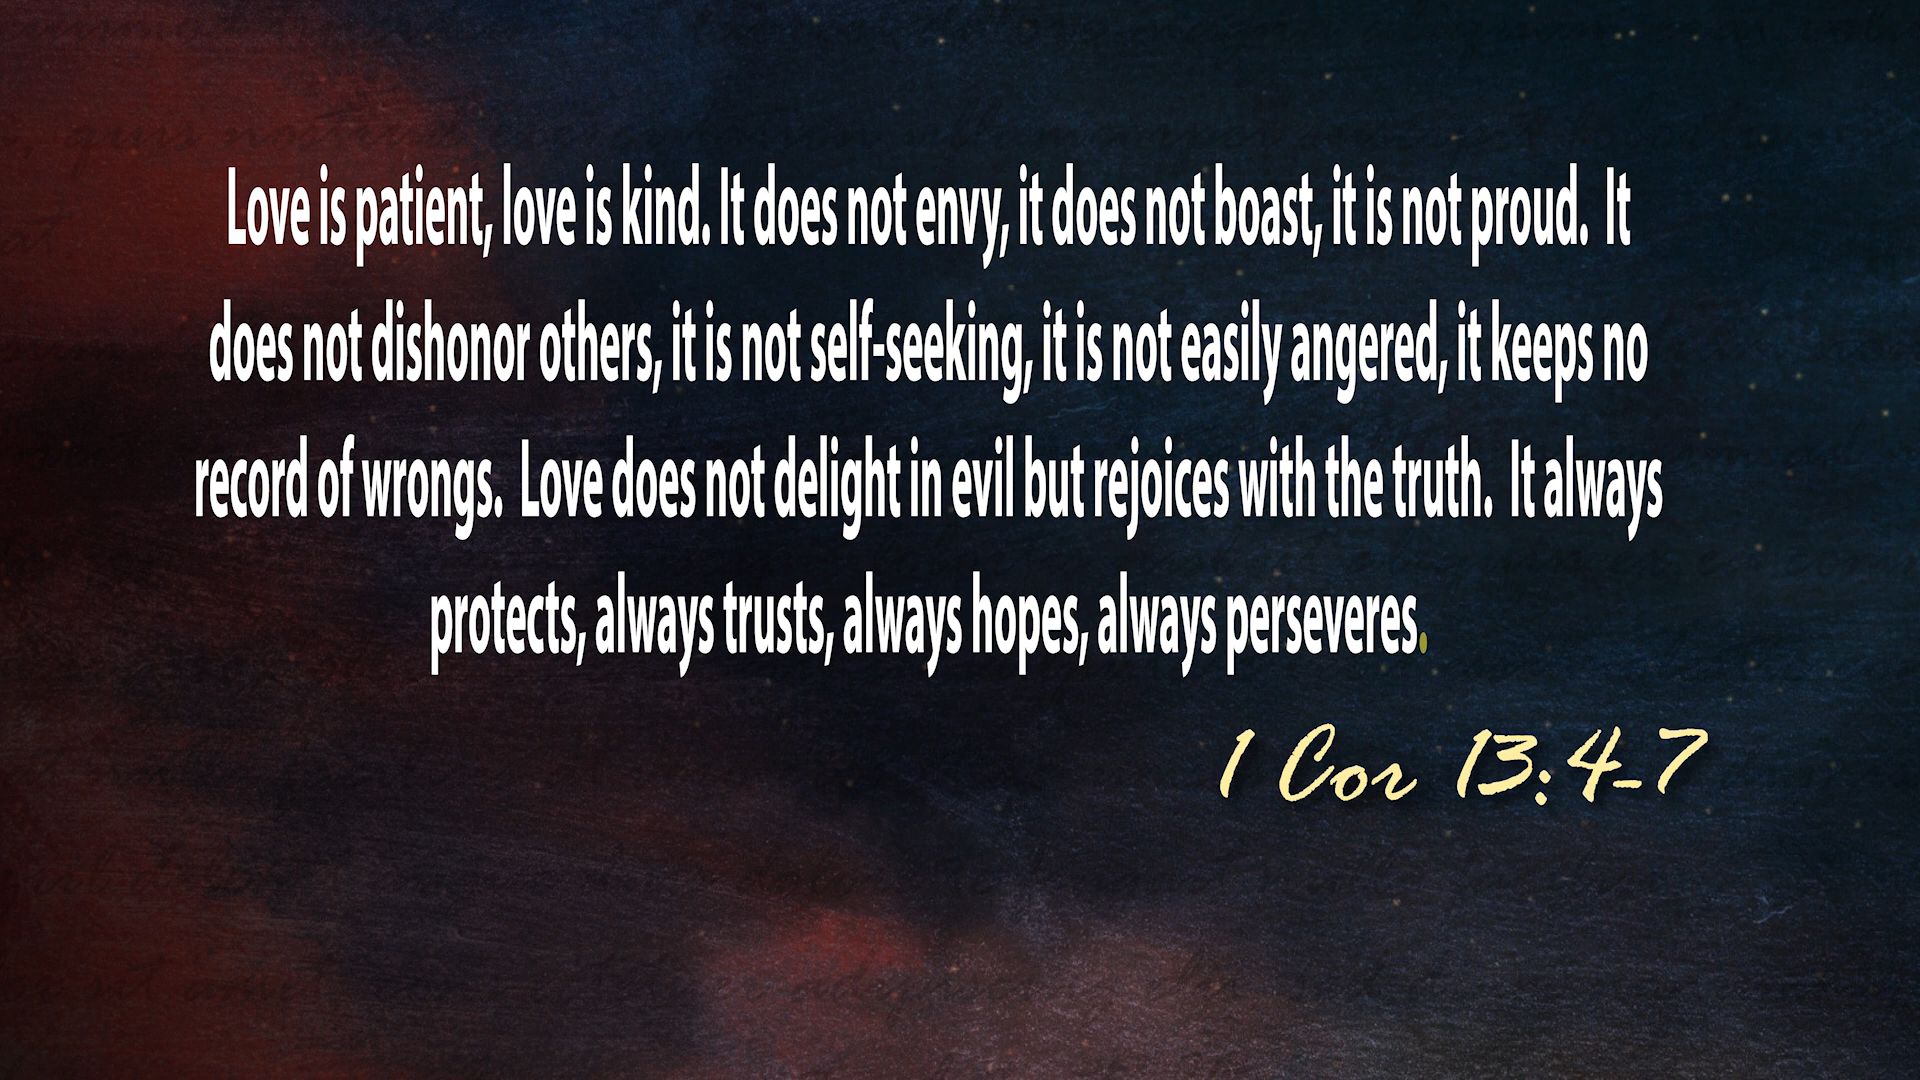 Love is patient, love is kind. It does not envy, it does not boast, it is not proud.  It
does not dishonor others, it is not self-seeking, it is not easily angered, it keeps no
record of wrongs.  Love does not delight in evil but rejoices with the truth.  It always
protects, always trusts, always hopes, always perseveres.
1 Cor 13:4-7